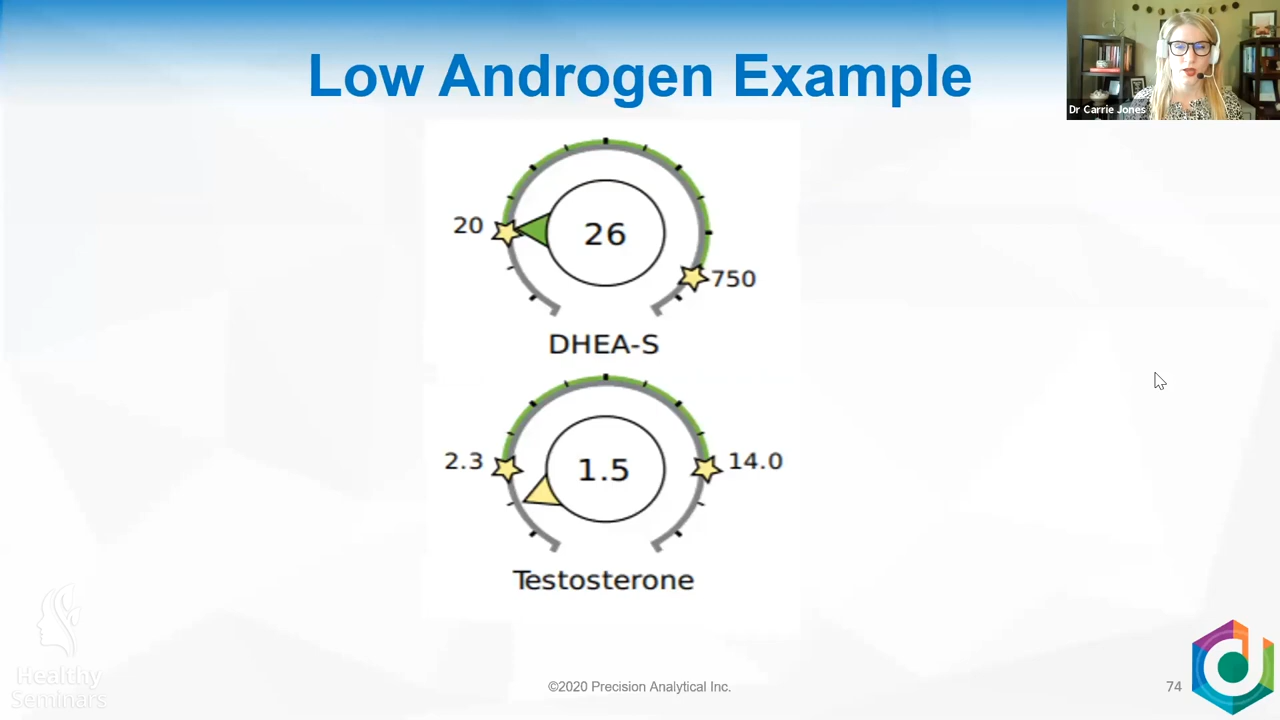 Low Androgen Example
Dr Carrie Jones
20
26
750
DHEA-S
2.3
1.5
14.0
Testosterone
Healthy
Seminars
©2020 Precision Analytical Inc.
74